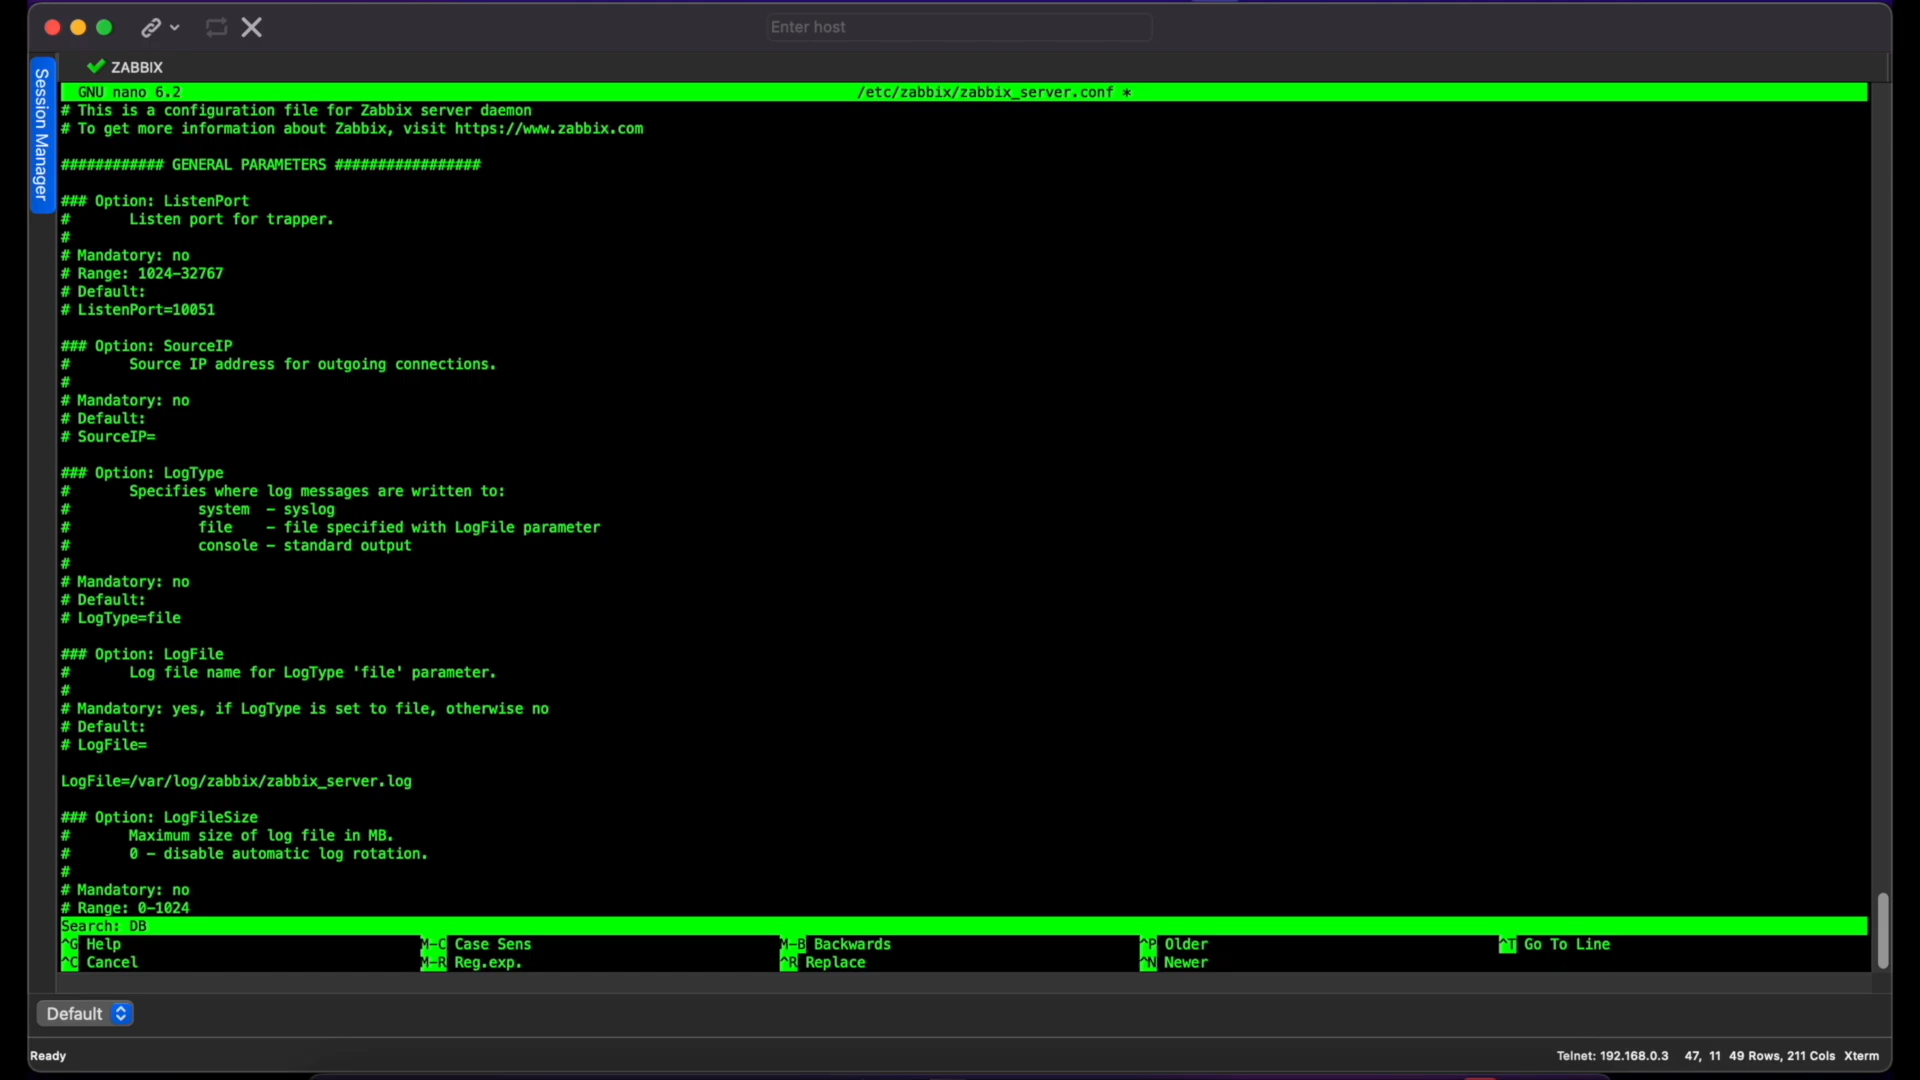 Enter host
Session Manager
ZABBIX
GNU nano 6.2 /etc/zabbix/zabbix_server.conf *
# This is a configuration file for Zabbix server daemon
# To get more information about Zabbix, visit https://www.zabbix.com
############ GENERAL PARAMETERS #################
### Option: ListenPort
# Listen port for trapper.
#
# Mandatory: no
# Range: 1024-32767
# Default:
# ListenPort=10051
### Option: SourceIP
# Source IP address for outgoing connections.
#
# Mandatory: no
# Default:
# SourceIP=
### Option: LogType
# Specifies where log messages are written to:
# system - syslog
# file - file specified with LogFile parameter
# console - standard output
#
# Mandatory: no
# Default:
# LogType=file
### Option: LogFile
# Log file name for LogType 'file' parameter.
#
# Mandatory: yes, if LogType is set to file, otherwise no
# Default:
# LogFile=
LogFile=/var/log/zabbix/zabbix_server.log
### Option: LogFileSize
# Maximum size of log file in MB.
# 0 - disable automatic log rotation.
#
# Mandatory: no
# Range: 0-1024
Search: DB
^G Help M-C Case Sens M-B Backwards ^P Older ^T Go To Line
^C Cancel M-R Reg.exp. ^R Replace ^N Newer
Default
Ready Telnet: 192.168.0.3 47, 11 49 Rows, 211 Cols Xterm